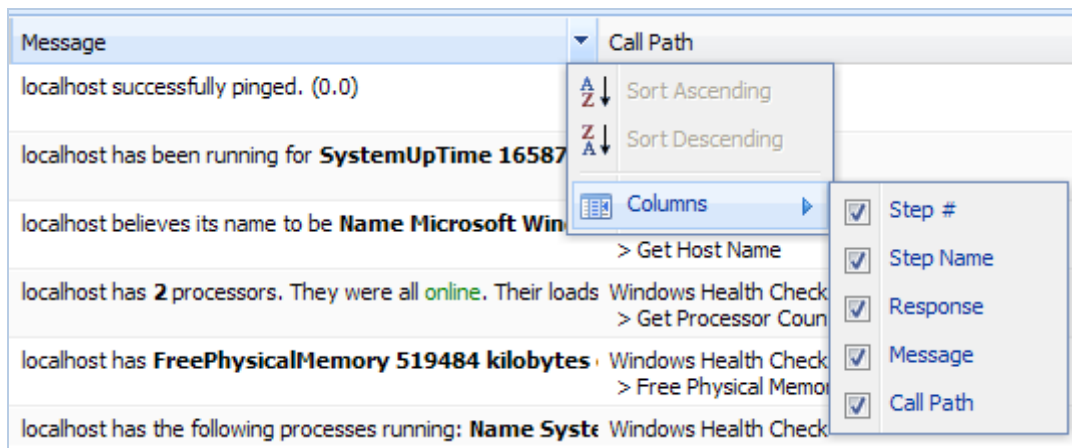 Message
Call Path
localhost successfully pinged. (0.0)
Sort Ascending
Sort Descending
localhost has been running for SystemUpTime 16587
Columns
Step #
localhost believes its name to be Name Microsoft Win
> Get Host Name
Step Name
localhost has 2 processors. They were all online. Their loads
Windows Health Check
> Get Processor Coun
Response
localhost has FreePhysicalMemory 519484 kilobytes
Windows Health Check
> Free Physical Memor
Message
Call Path
localhost has the following processes running: Name Syste
Windows Health Check